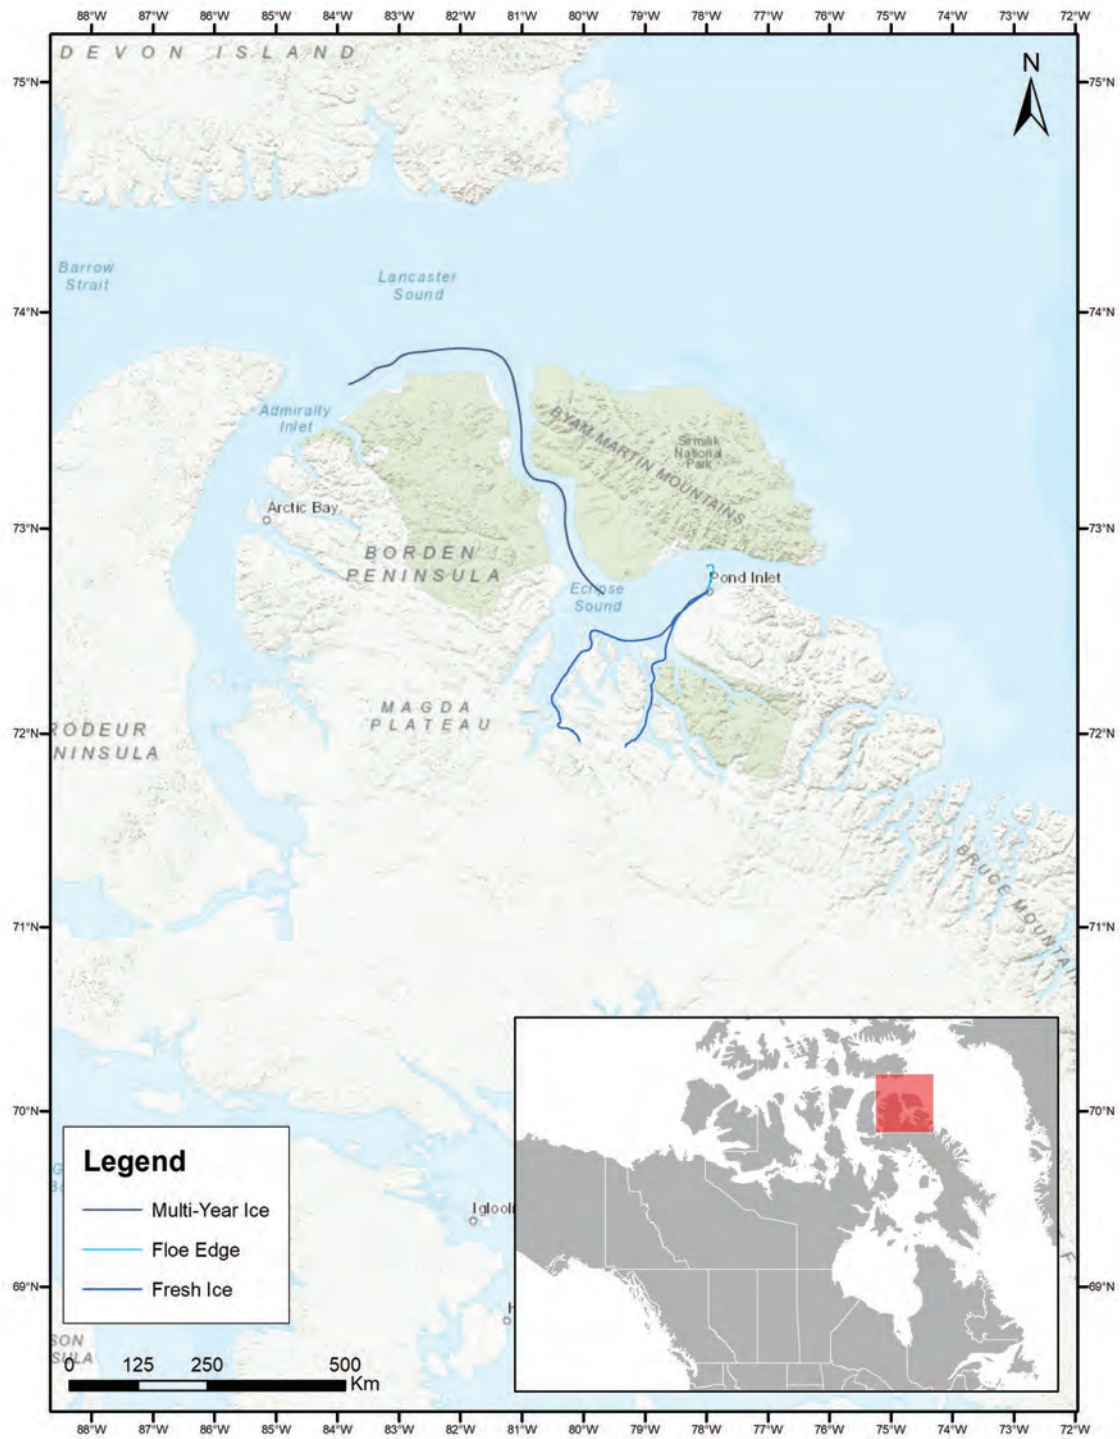 88°W 87°W 86°W 85°W 84°W 83°W 82°W 81°W 80°W 79°W 78°W 77°W 76°W 75°W 74°W 73°W 72°W
DEVON ISLAND
N
75°N 75°N
Barrow
Strait
Lancaster
Sound
74°N 74°N
Admiralty
Inlet
BYAM MARTIN MOUNTAINS
Sirmilik
National
Park
Arctic Bay
73°N 73°N
BORDEN
PENINSULA
Pond Inlet
Eclipse
Sound
MAGDA
PLATEAU
RODEUR
NINSULA
72°N 72°N
BRUCE MOUNTA
71°N 71°N
70°N 70°N
Legend
Multi-Year Ice
Floe Edge
Fresh Ice
Iglooli
69°N 69°N
H
SON
SULA
0 125 250 500
Km
88°W 87°W 86°W 85°W 84°W 83°W 82°W 81°W 80°W 79°W 78°W 77°W 76°W 75°W 74°W 73°W 72°W